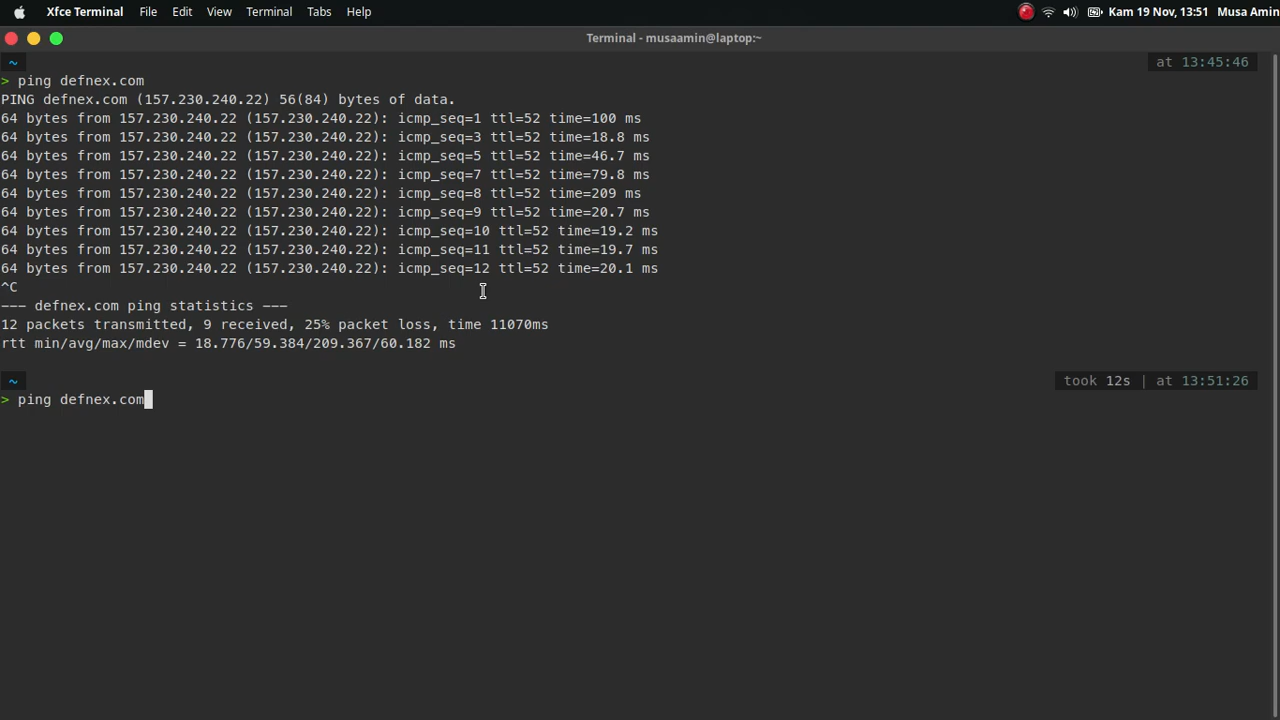 Xfce Terminal File Edit View Terminal Tabs Help Kam 19 Nov, 13:51 Musa Amin
Terminal - musaamin@laptop:~
~ at 13:45:46
> ping defnex.com
PING defnex.com (157.230.240.22) 56(84) bytes of data.
64 bytes from 157.230.240.22 (157.230.240.22): icmp_seq=1 ttl=52 time=100 ms
64 bytes from 157.230.240.22 (157.230.240.22): icmp_seq=3 ttl=52 time=18.8 ms
64 bytes from 157.230.240.22 (157.230.240.22): icmp_seq=5 ttl=52 time=46.7 ms
64 bytes from 157.230.240.22 (157.230.240.22): icmp_seq=7 ttl=52 time=79.8 ms
64 bytes from 157.230.240.22 (157.230.240.22): icmp_seq=8 ttl=52 time=209 ms
64 bytes from 157.230.240.22 (157.230.240.22): icmp_seq=9 ttl=52 time=20.7 ms
64 bytes from 157.230.240.22 (157.230.240.22): icmp_seq=10 ttl=52 time=19.2 ms
64 bytes from 157.230.240.22 (157.230.240.22): icmp_seq=11 ttl=52 time=19.7 ms
64 bytes from 157.230.240.22 (157.230.240.22): icmp_seq=12 ttl=52 time=20.1 ms
^C
--- defnex.com ping statistics ---
12 packets transmitted, 9 received, 25% packet loss, time 11070ms
rtt min/avg/max/mdev = 18.776/59.384/209.367/60.182 ms
~ took 12s | at 13:51:26
> ping defnex.com